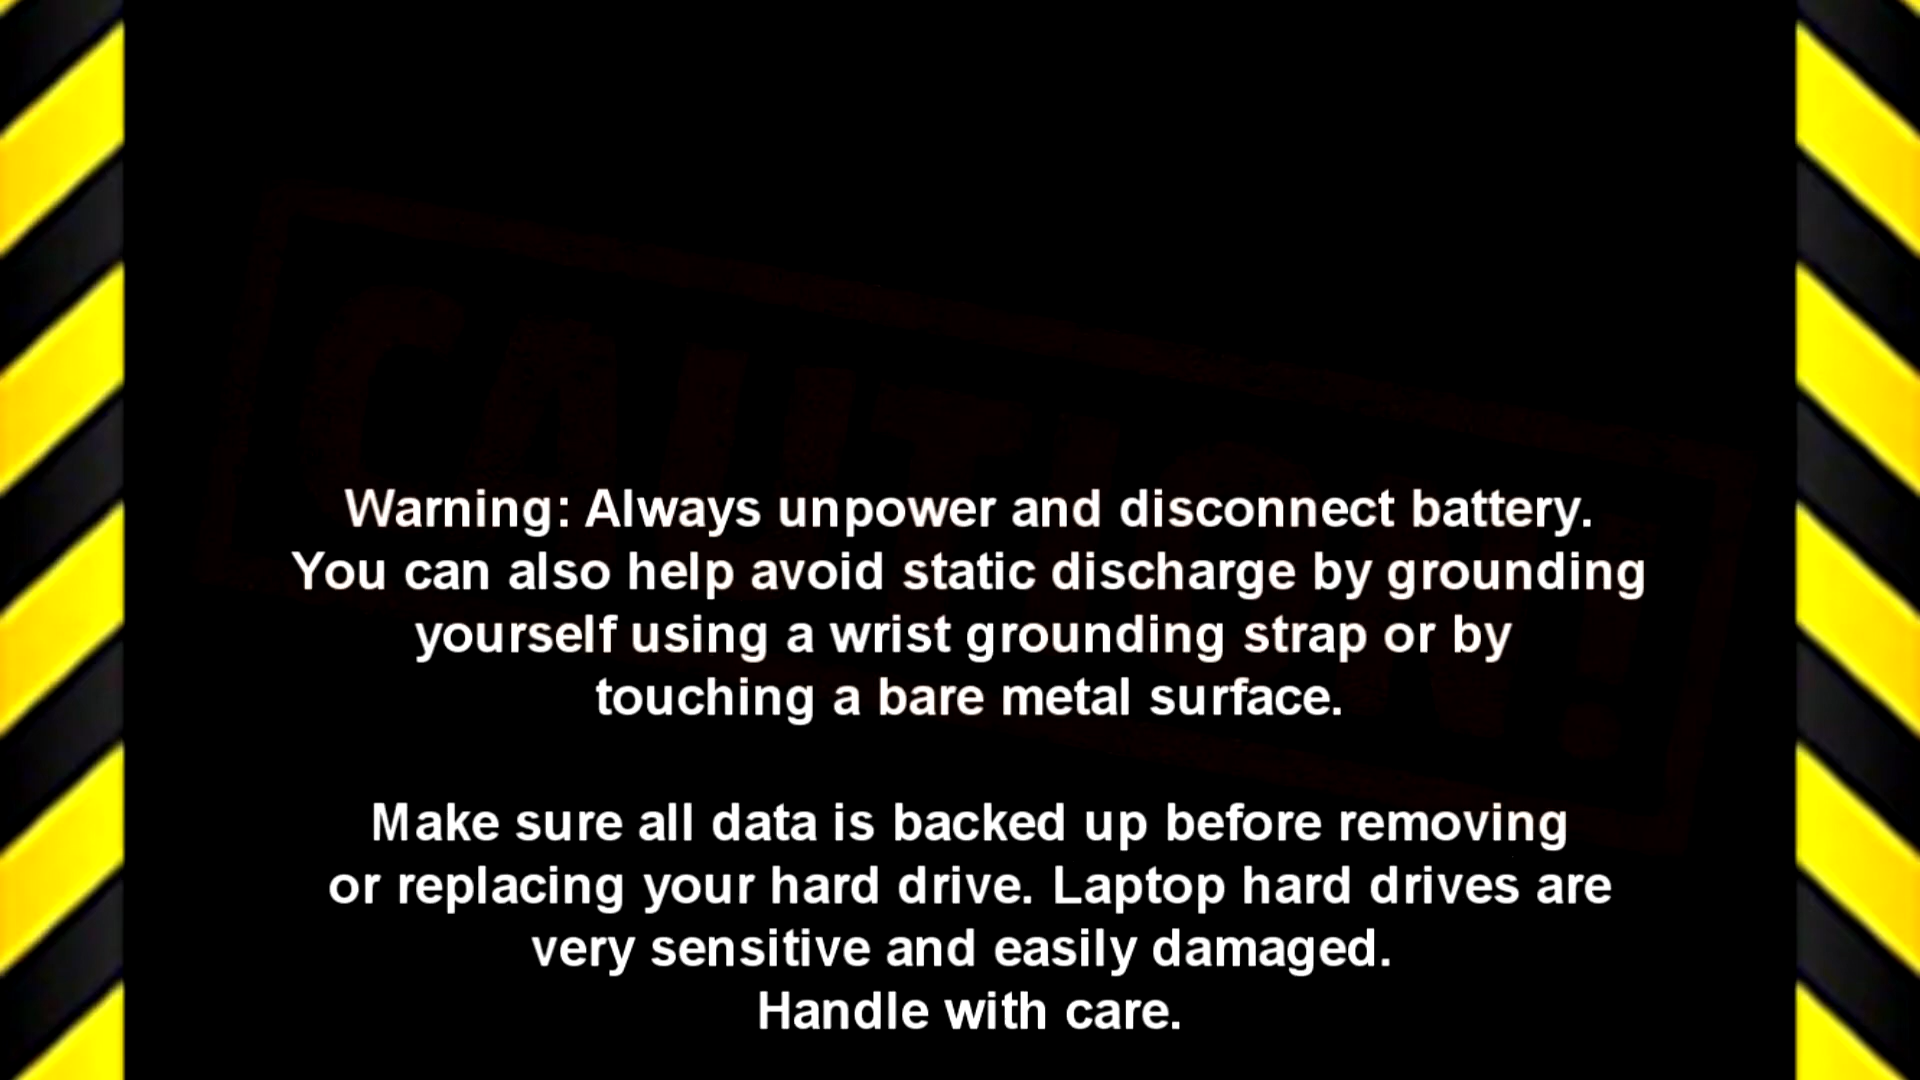 CAUTION!
Warning: Always unpower and disconnect battery.
You can also help avoid static discharge by grounding
yourself using a wrist grounding strap or by
touching a bare metal surface.
Make sure all data is backed up before removing
or replacing your hard drive. Laptop hard drives are
very sensitive and easily damaged.
Handle with care.